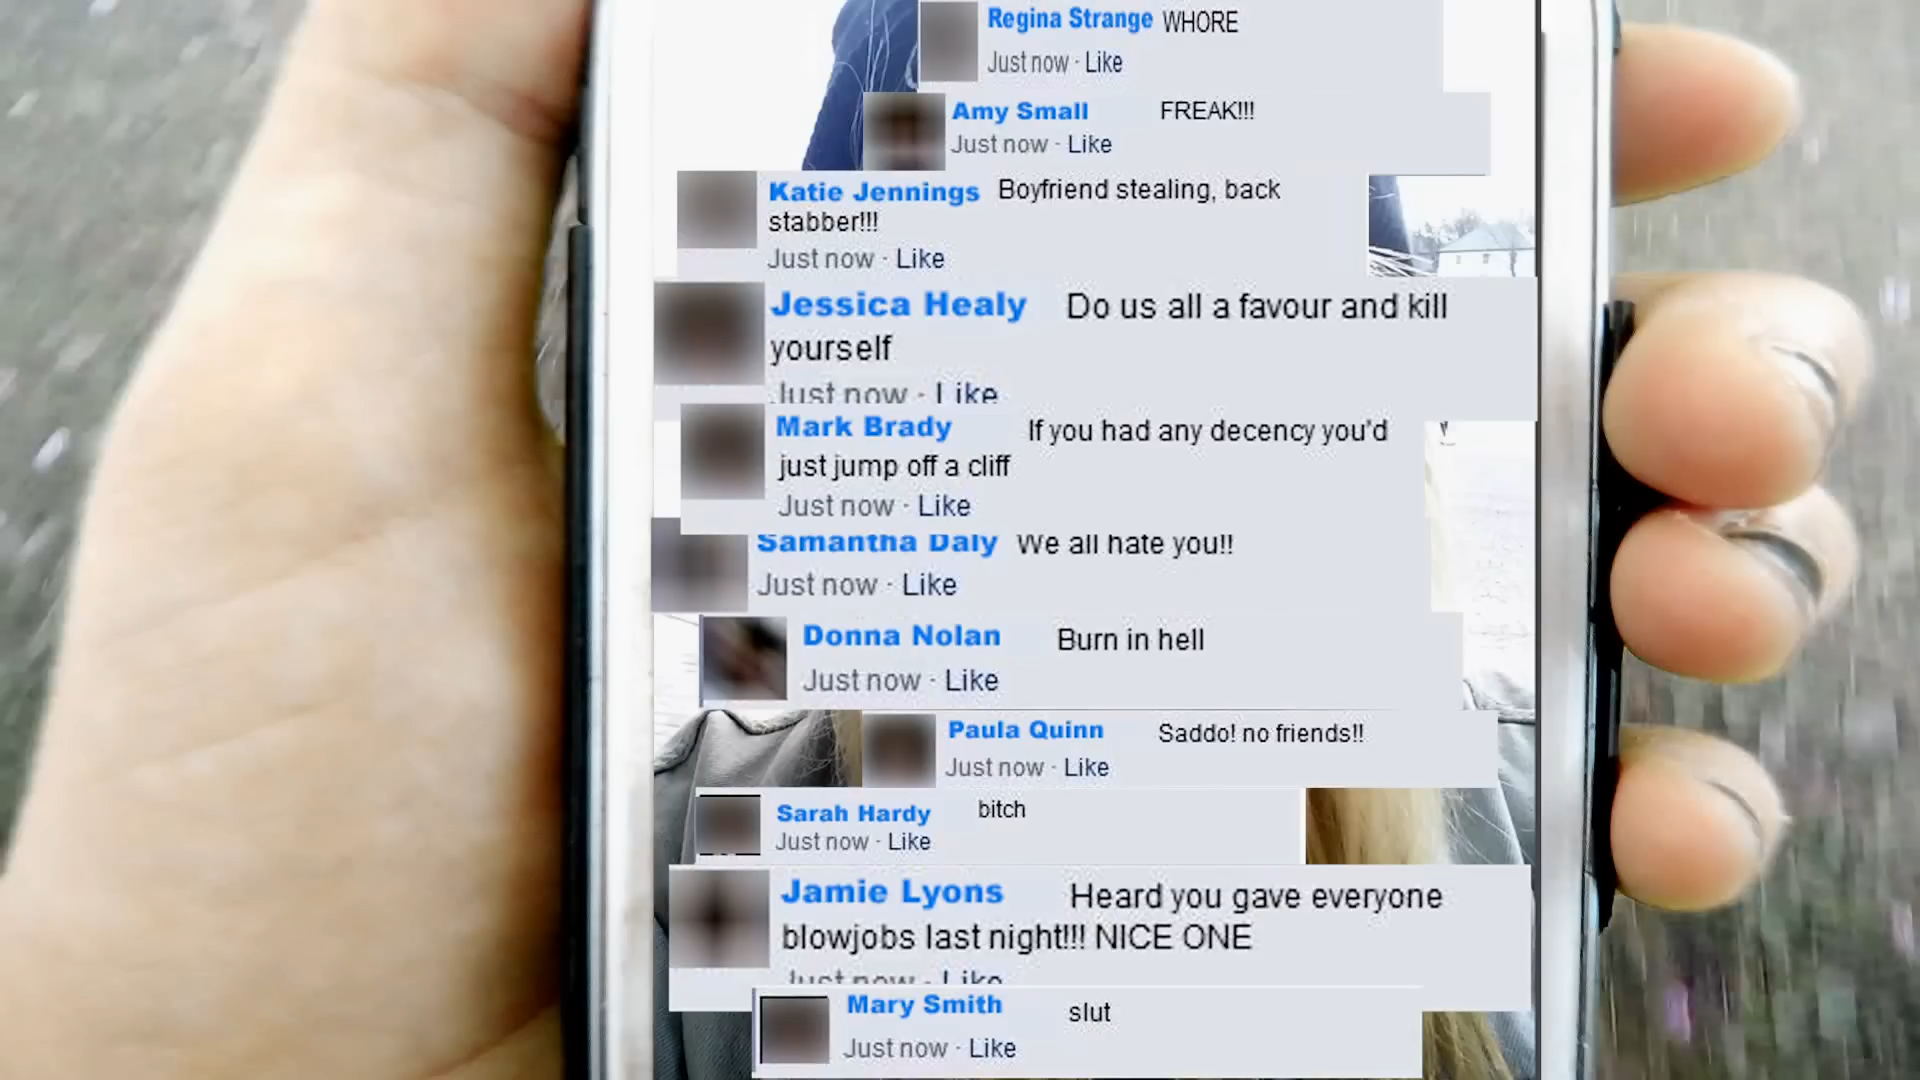 Regina Strange WHORE
Just now · Like
Amy Small FREAK!!!
Just now · Like
Katie Jennings Boyfriend stealing, back
stabber!!!
Just now · Like
Jessica Healy Do us all a favour and kill
yourself
Just now · Like
Mark Brady If you had any decency you'd
just jump off a cliff
Just now · Like
Samantha Daly We all hate you!!
Just now · Like
Donna Nolan Burn in hell
Just now · Like
Paula Quinn Saddo! no friends!!
Just now · Like
Sarah Hardy bitch
Just now · Like
Jamie Lyons Heard you gave everyone
blowjobs last night!!! NICE ONE
Just now · Like
Mary Smith slut
Just now · Like